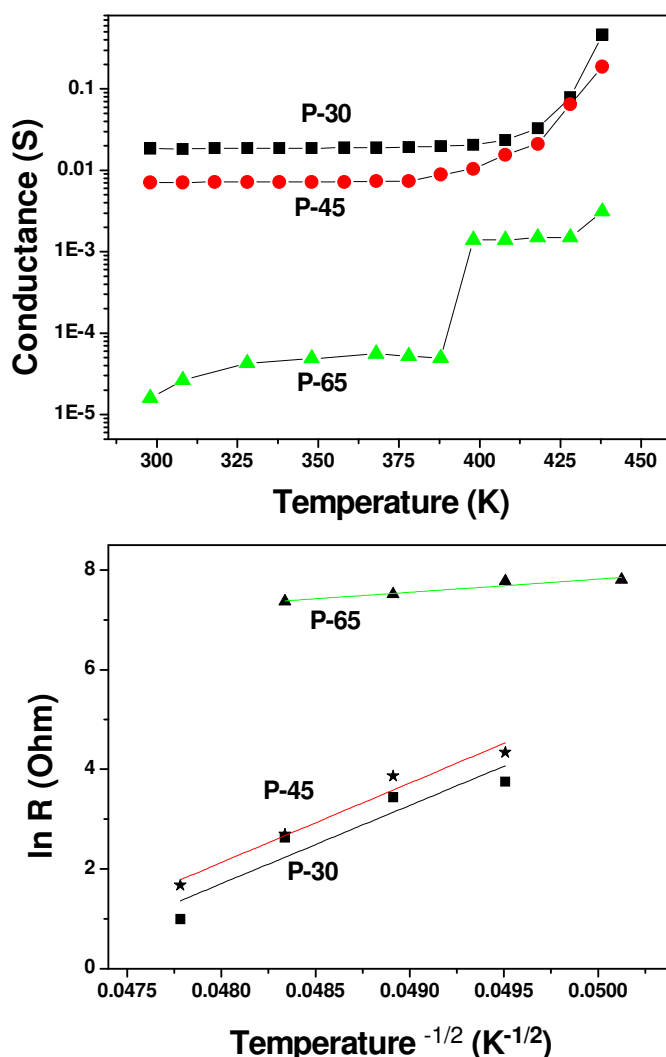 0.1
0.01
1E-3
1E-4
1E-5
Conductance (S)
P-30
P-45
P-65
300 325 350 375 400 425 450
Temperature (K)
8
6
4
2
0
ln R (Ohm)
P-65
P-45
P-30
0.0475 0.0480 0.0485 0.0490 0.0495 0.0500
Temperature -1/2 (K-1/2)